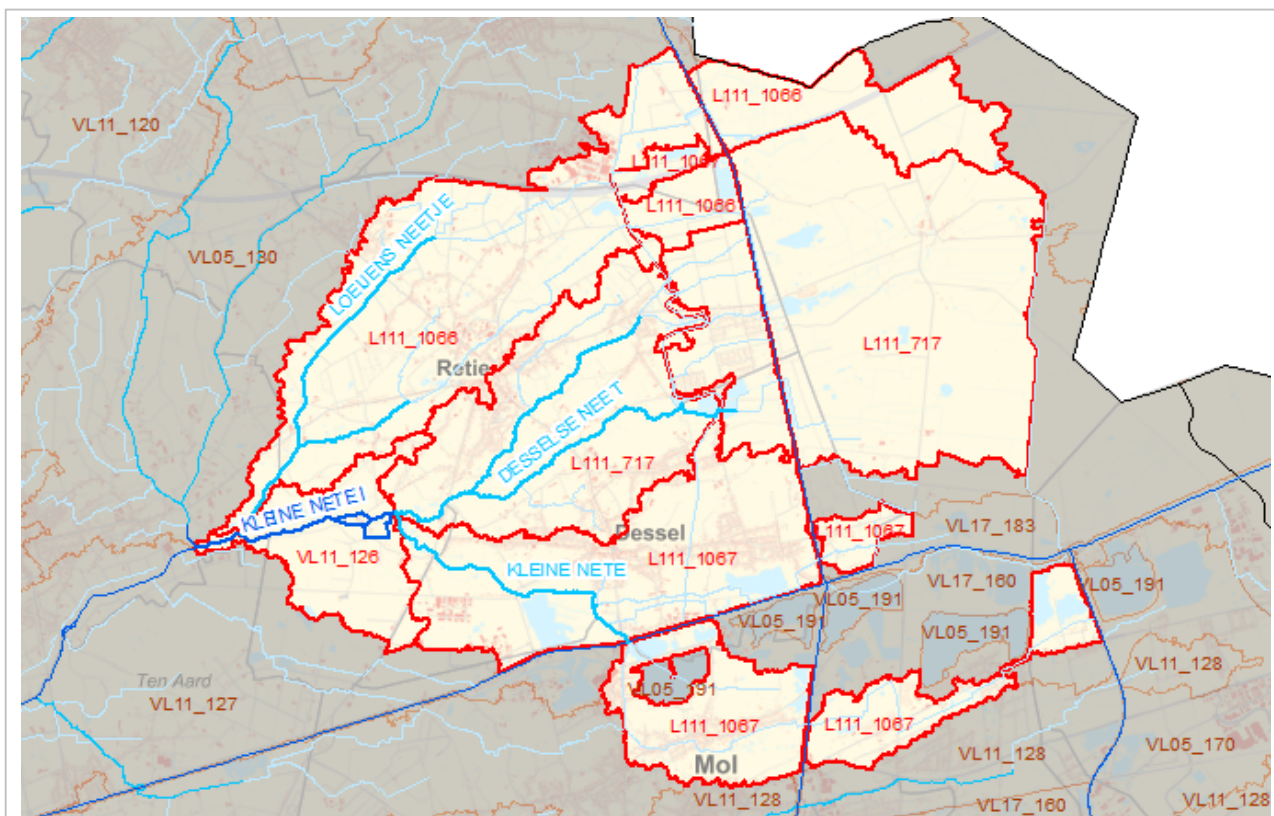 L111_1066
VL11_120
L111_1067
L111_1066
LOEIJENS NEETJE
VL05_130
L111_1066
L111_717
Retie
DESSELSE NEET
L111_717
KLEINE NETE I
VL17_183
L111_1067
Dessel
VL11_126
L111_1067
KLEINE NETE
VL17_160
VL05_191
VL05_191
VL05_191
VL05_191
Ten Aard
VL11_127
VL05_191
VL11_128
L111_1067
L111_1067
VL11_128
VL05_170
Mol
VL11_128
VL17_160
VL11_128